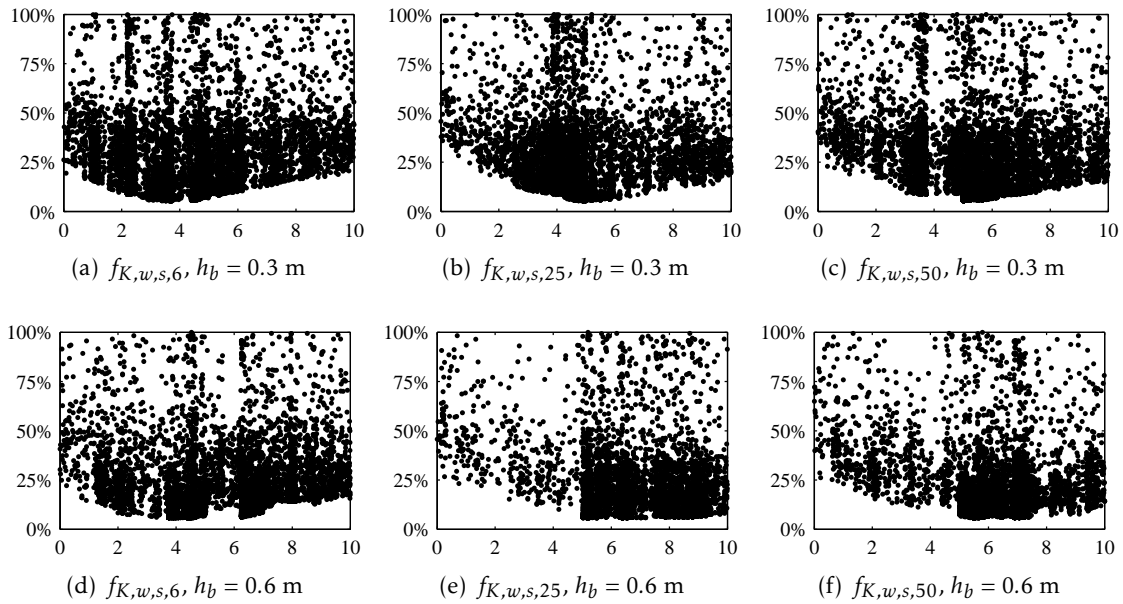 100% 100% 100%
75% 75% 75%
50% 50% 50%
25% 25% 25%
0% 0% 0%
0 2 4 6 8 10 0 2 4 6 8 10 0 2 4 6 8 10
(a) f_{K,w,s,6}, h_b = 0.3 m (b) f_{K,w,s,25}, h_b = 0.3 m (c) f_{K,w,s,50}, h_b = 0.3 m
100% 100% 100%
75% 75% 75%
50% 50% 50%
25% 25% 25%
0% 0% 0%
0 2 4 6 8 10 0 2 4 6 8 10 0 2 4 6 8 10
(d) f_{K,w,s,6}, h_b = 0.6 m (e) f_{K,w,s,25}, h_b = 0.6 m (f) f_{K,w,s,50}, h_b = 0.6 m